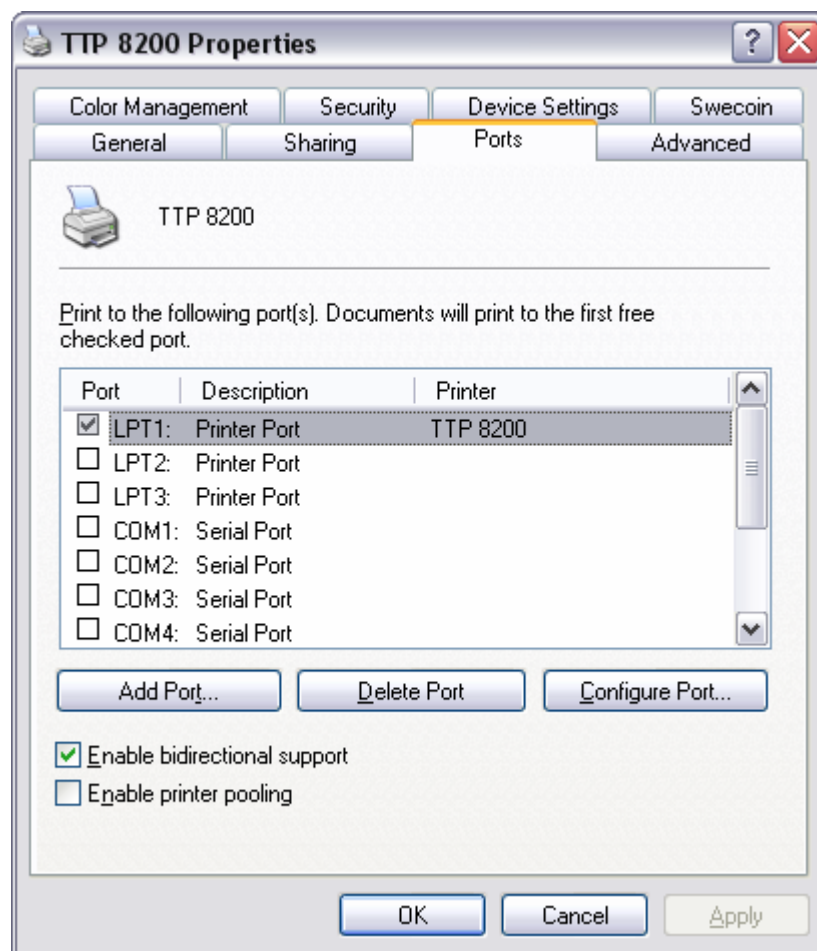 TTP 8200 Properties
Color Management Security Device Settings Swecoin
General Sharing Ports Advanced
TTP 8200
Print to the following port(s). Documents will print to the first free
checked port.
Port Description Printer
LPT1: Printer Port TTP 8200
LPT2: Printer Port
LPT3: Printer Port
COM1: Serial Port
COM2: Serial Port
COM3: Serial Port
COM4: Serial Port
Add Port... Delete Port Configure Port...
Enable bidirectional support
Enable printer pooling
OK Cancel Apply